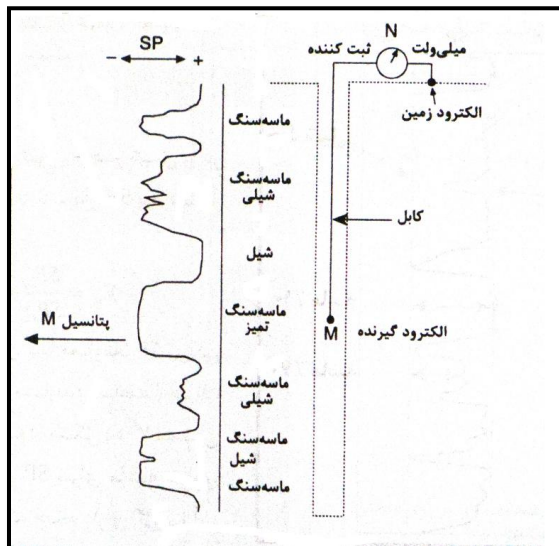 SP
- +
N
ثبت کننده
میلی‌ولت
الکترود زمین
ماسه‌سنگ
ماسه‌سنگ
شیلی
کابل
شیل
ماسه‌سنگ
تمیز
پتانسیل M
M
الکترود گیرنده
ماسه‌سنگ
شیلی
ماسه‌سنگ
شیل
ماسه‌سنگ